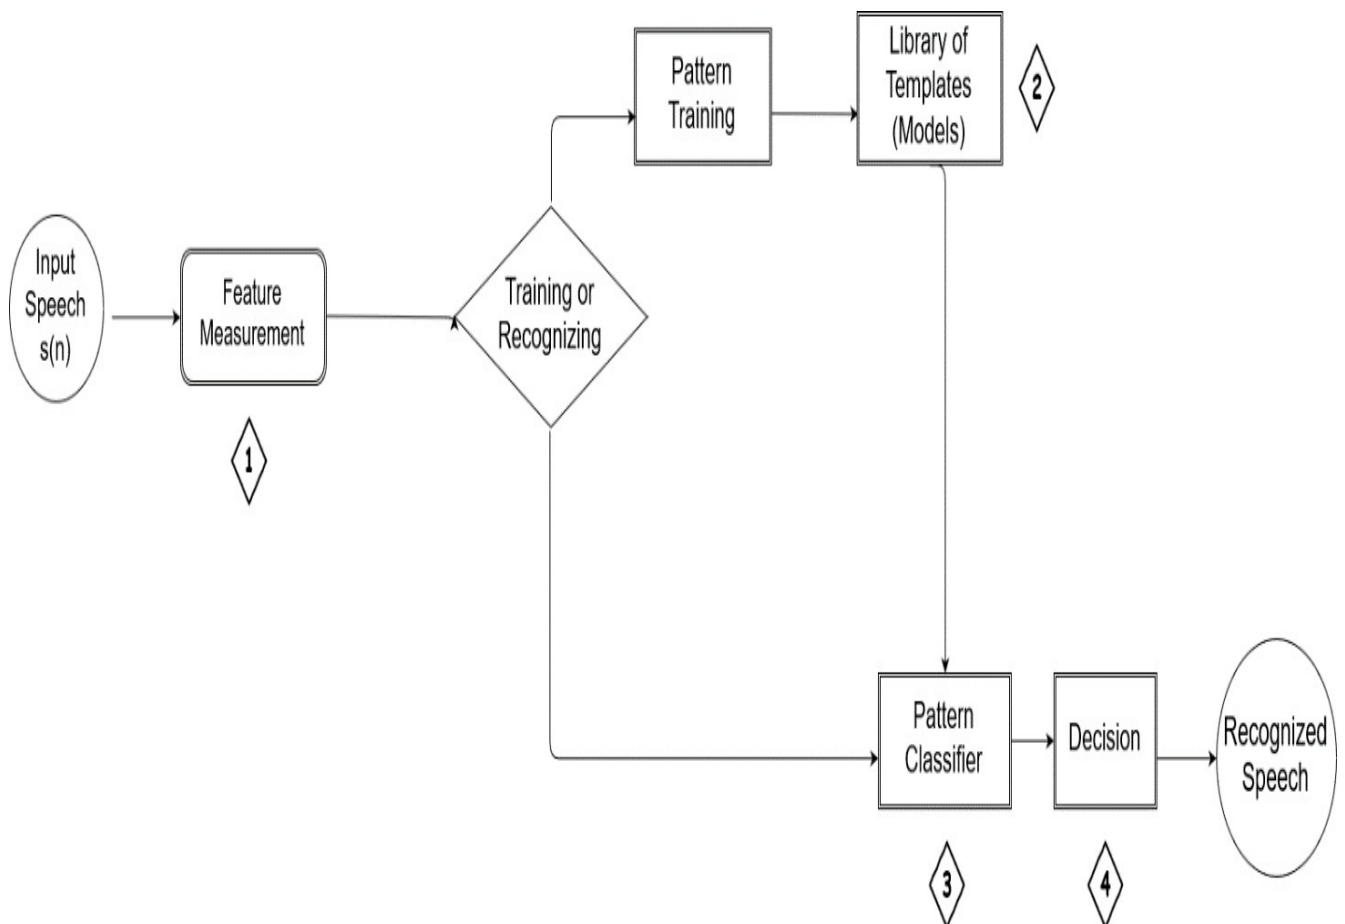 Input
Speech
s(n)
Feature
Measurement
1
Training or
Recognizing
Pattern
Training
Library of
Templates
(Models)
2
Pattern
Classifier
3
Decision
4
Recognized
Speech